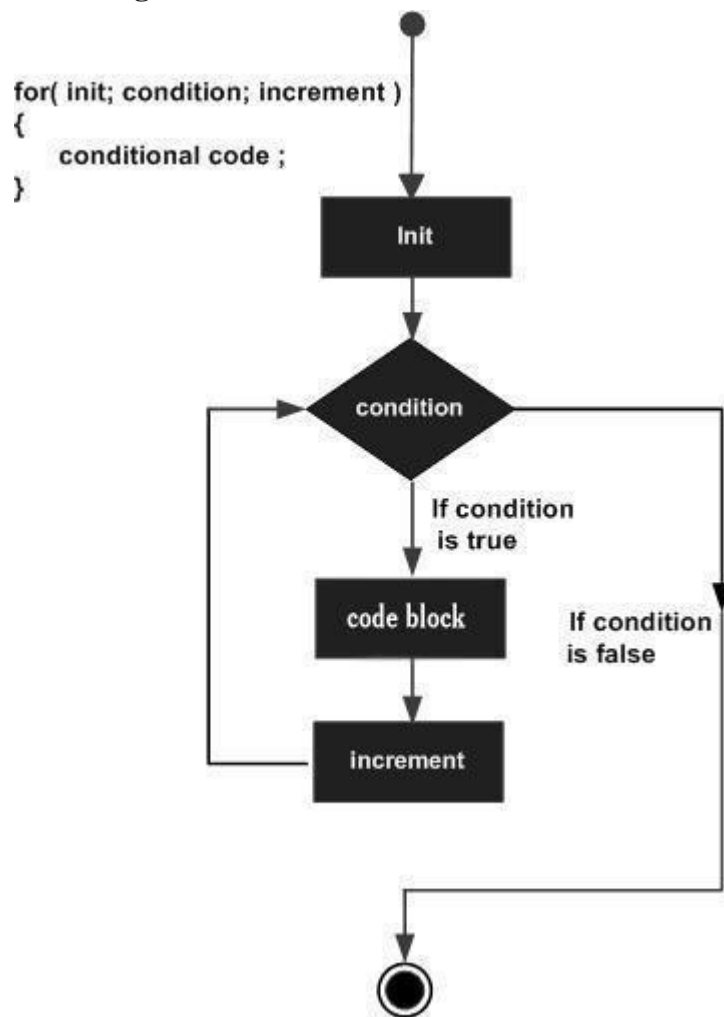 for( init; condition; increment )
{
conditional code ;
}
Init
condition
If condition
is true
code block
If condition
is false
increment